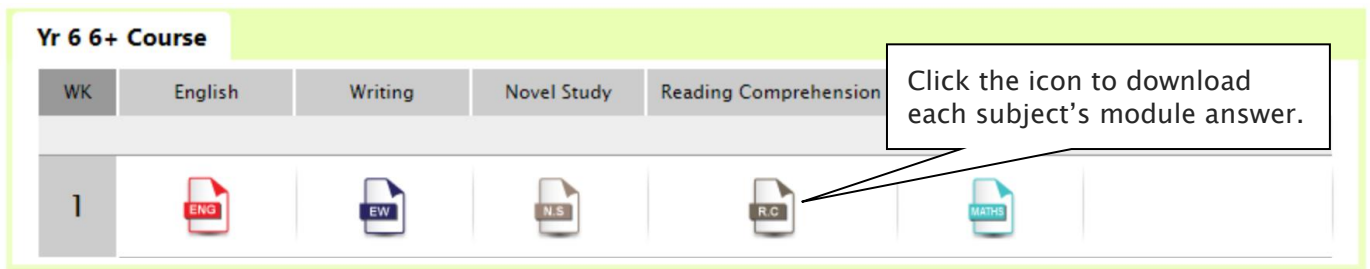 Yr 6 6+ Course
WK English Writing Novel Study Reading Comprehension
Click the icon to download
each subject's module answer.
1 ENG EW N.S R.C MATHS